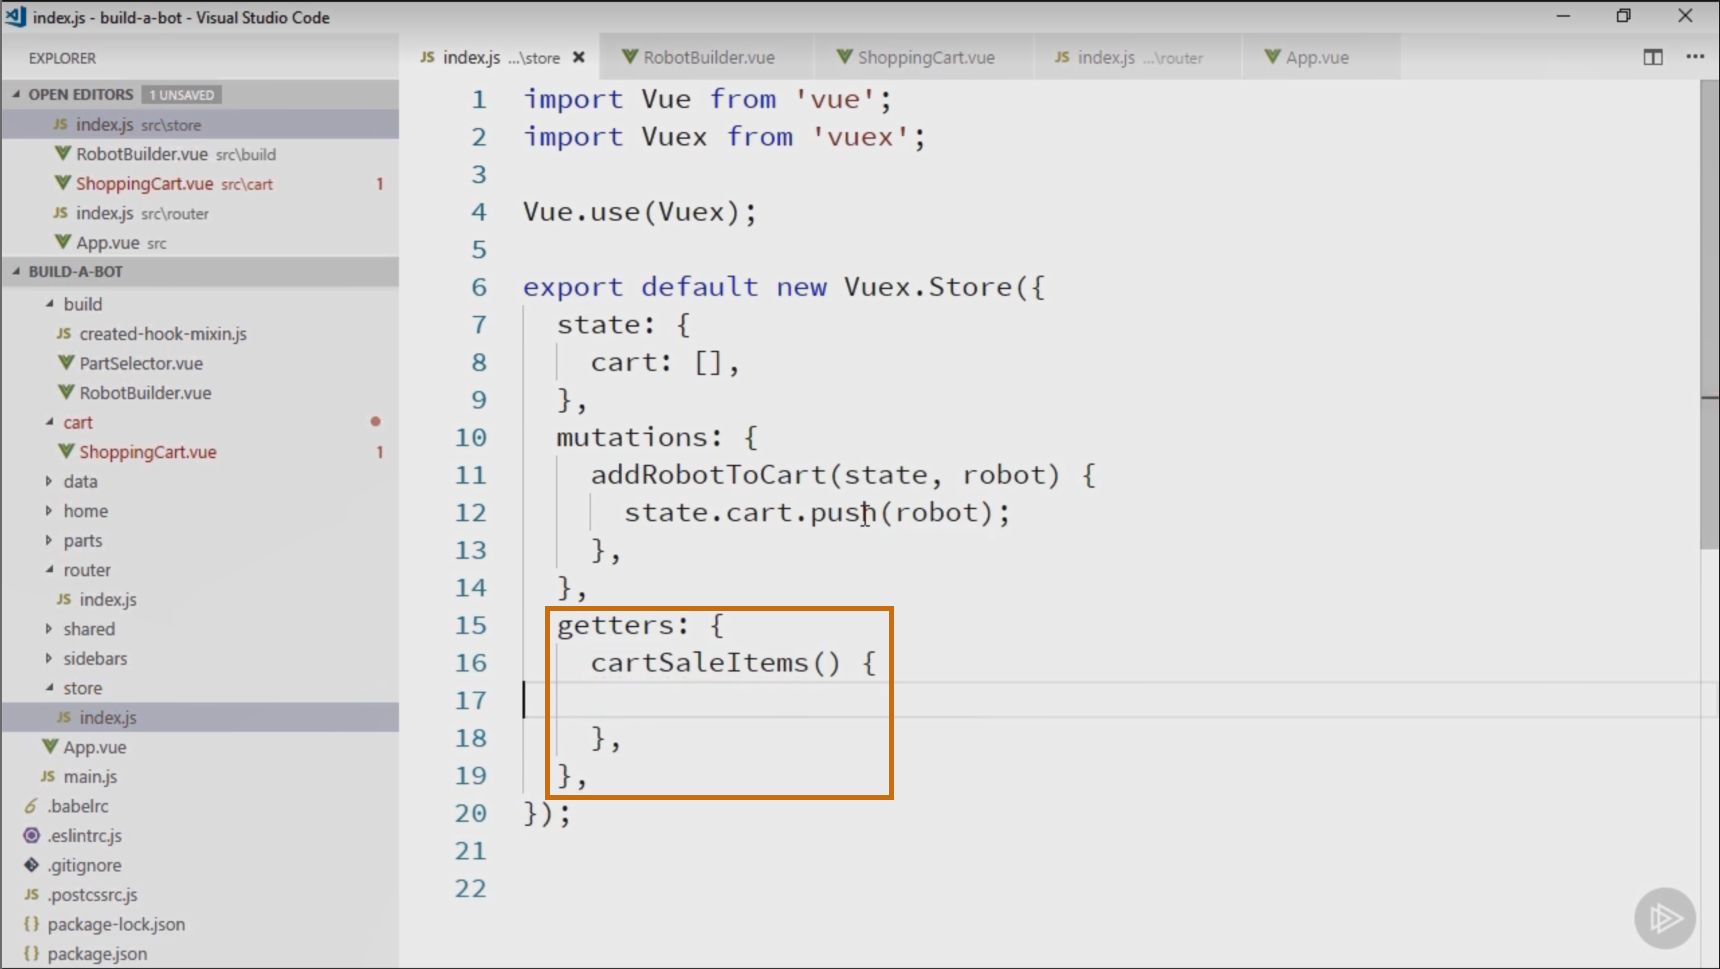 index.js - build-a-bot - Visual Studio Code
EXPLORER
OPEN EDITORS 1 UNSAVED
JS index.js src\store
RobotBuilder.vue src\build
ShoppingCart.vue src\cart 1
JS index.js src\router
App.vue src
BUILD-A-BOT
build
JS created-hook-mixin.js
PartSelector.vue
RobotBuilder.vue
cart
ShoppingCart.vue 1
data
home
parts
router
JS index.js
shared
sidebars
store
JS index.js
App.vue
JS main.js
.babelrc
.eslintrc.js
.gitignore
JS .postcssrc.js
{} package-lock.json
{} package.json
JS index.js ...\store
RobotBuilder.vue
ShoppingCart.vue
JS index.js ...\router
App.vue
1 import Vue from 'vue';
2 import Vuex from 'vuex';
3
4 Vue.use(Vuex);
5
6 export default new Vuex.Store({
7 state: {
8 cart: [],
9 },
10 mutations: {
11 addRobotToCart(state, robot) {
12 state.cart.push(robot);
13 },
14 },
15 getters: {
16 cartSaleItems() {
17
18 },
19 },
20 });
21
22